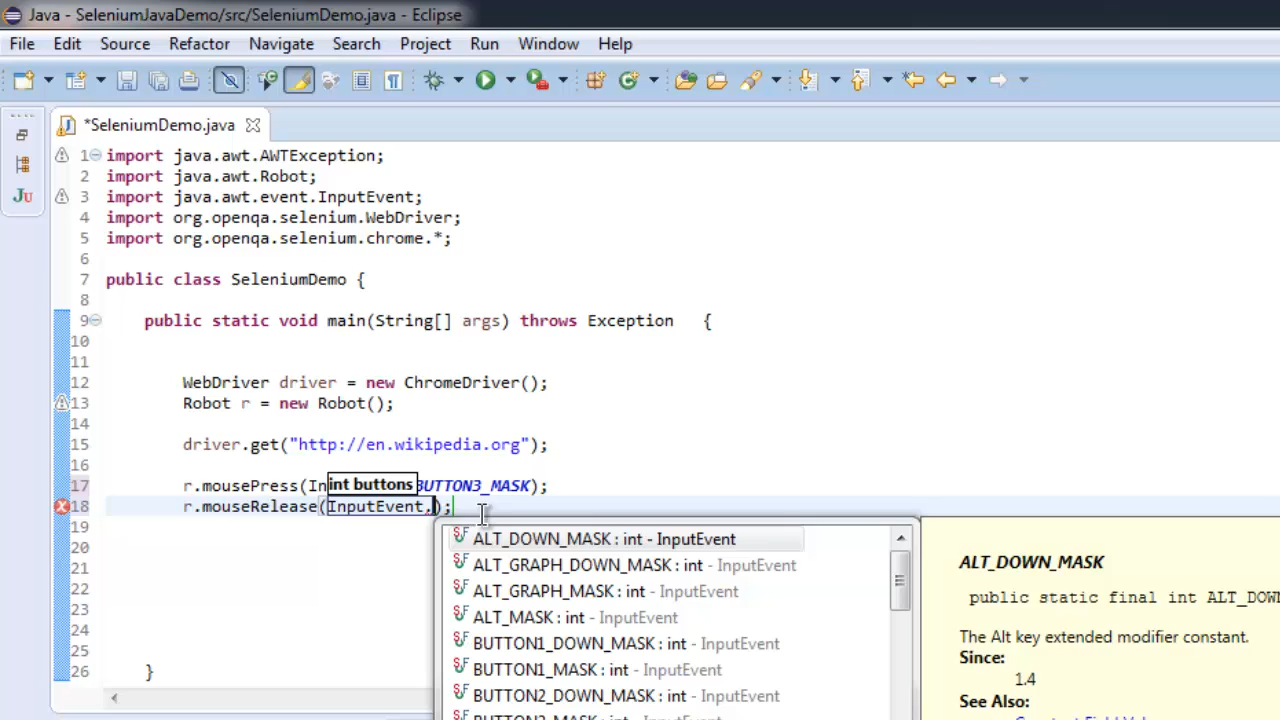 Java - SeleniumJavaDemo/src/SeleniumDemo.java - Eclipse
File Edit Source Refactor Navigate Search Project Run Window Help
*SeleniumDemo.java
1 import java.awt.AWTException;
2 import java.awt.Robot;
3 import java.awt.event.InputEvent;
4 import org.openqa.selenium.WebDriver;
5 import org.openqa.selenium.chrome.*;
6
7 public class SeleniumDemo {
8
9 public static void main(String[] args) throws Exception {
10
11
12 WebDriver driver = new ChromeDriver();
13 Robot r = new Robot();
14
15 driver.get("http://en.wikipedia.org");
16
17 r.mousePress(In int buttons BUTTON3_MASK);
18 r.mouseRelease(InputEvent.);
19
20
21
22
23
24
25
26 }
ALT_DOWN_MASK : int - InputEvent
ALT_GRAPH_DOWN_MASK : int - InputEvent
ALT_GRAPH_MASK : int - InputEvent
ALT_MASK : int - InputEvent
BUTTON1_DOWN_MASK : int - InputEvent
BUTTON1_MASK : int - InputEvent
BUTTON2_DOWN_MASK : int - InputEvent
ALT_DOWN_MASK
public static final int ALT_DOWN
The Alt key extended modifier constant.
Since:
1.4
See Also: